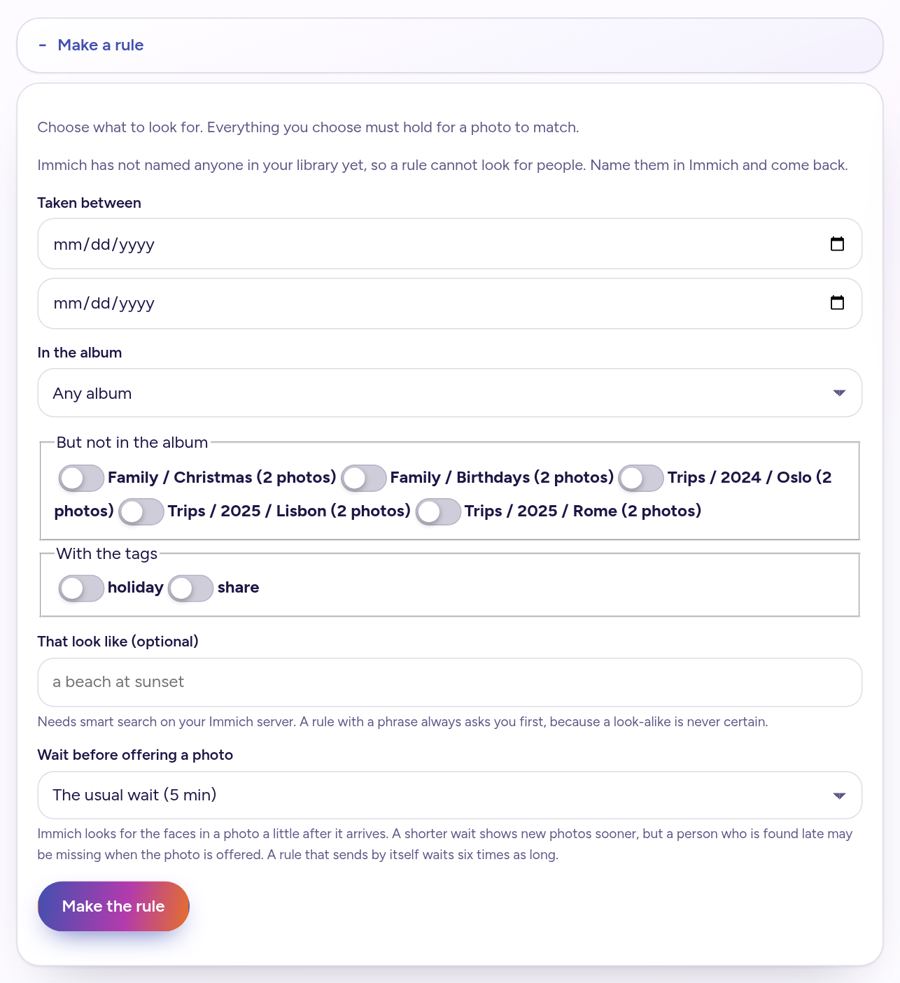 - Make a rule
Choose what to look for. Everything you choose must hold for a photo to match.
Immich has not named anyone in your library yet, so a rule cannot look for people. Name them in Immich and come back.
Taken between
mm/dd/yyyy
mm/dd/yyyy
In the album
Any album
But not in the album
Family / Christmas (2 photos) Family / Birthdays (2 photos) Trips / 2024 / Oslo (2
photos) Trips / 2025 / Lisbon (2 photos) Trips / 2025 / Rome (2 photos)
With the tags
holiday share
That look like (optional)
a beach at sunset
Needs smart search on your Immich server. A rule with a phrase always asks you first, because a look-alike is never certain.
Wait before offering a photo
The usual wait (5 min)
Immich looks for the faces in a photo a little after it arrives. A shorter wait shows new photos sooner, but a person who is found late may
be missing when the photo is offered. A rule that sends by itself waits six times as long.
Make the rule